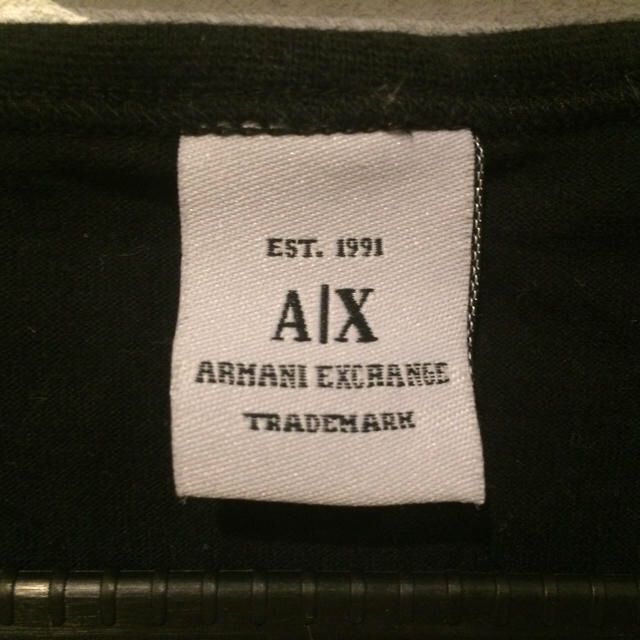 EST. 1991
A|X
ARMANI EXCHANGE
TRADEMARK